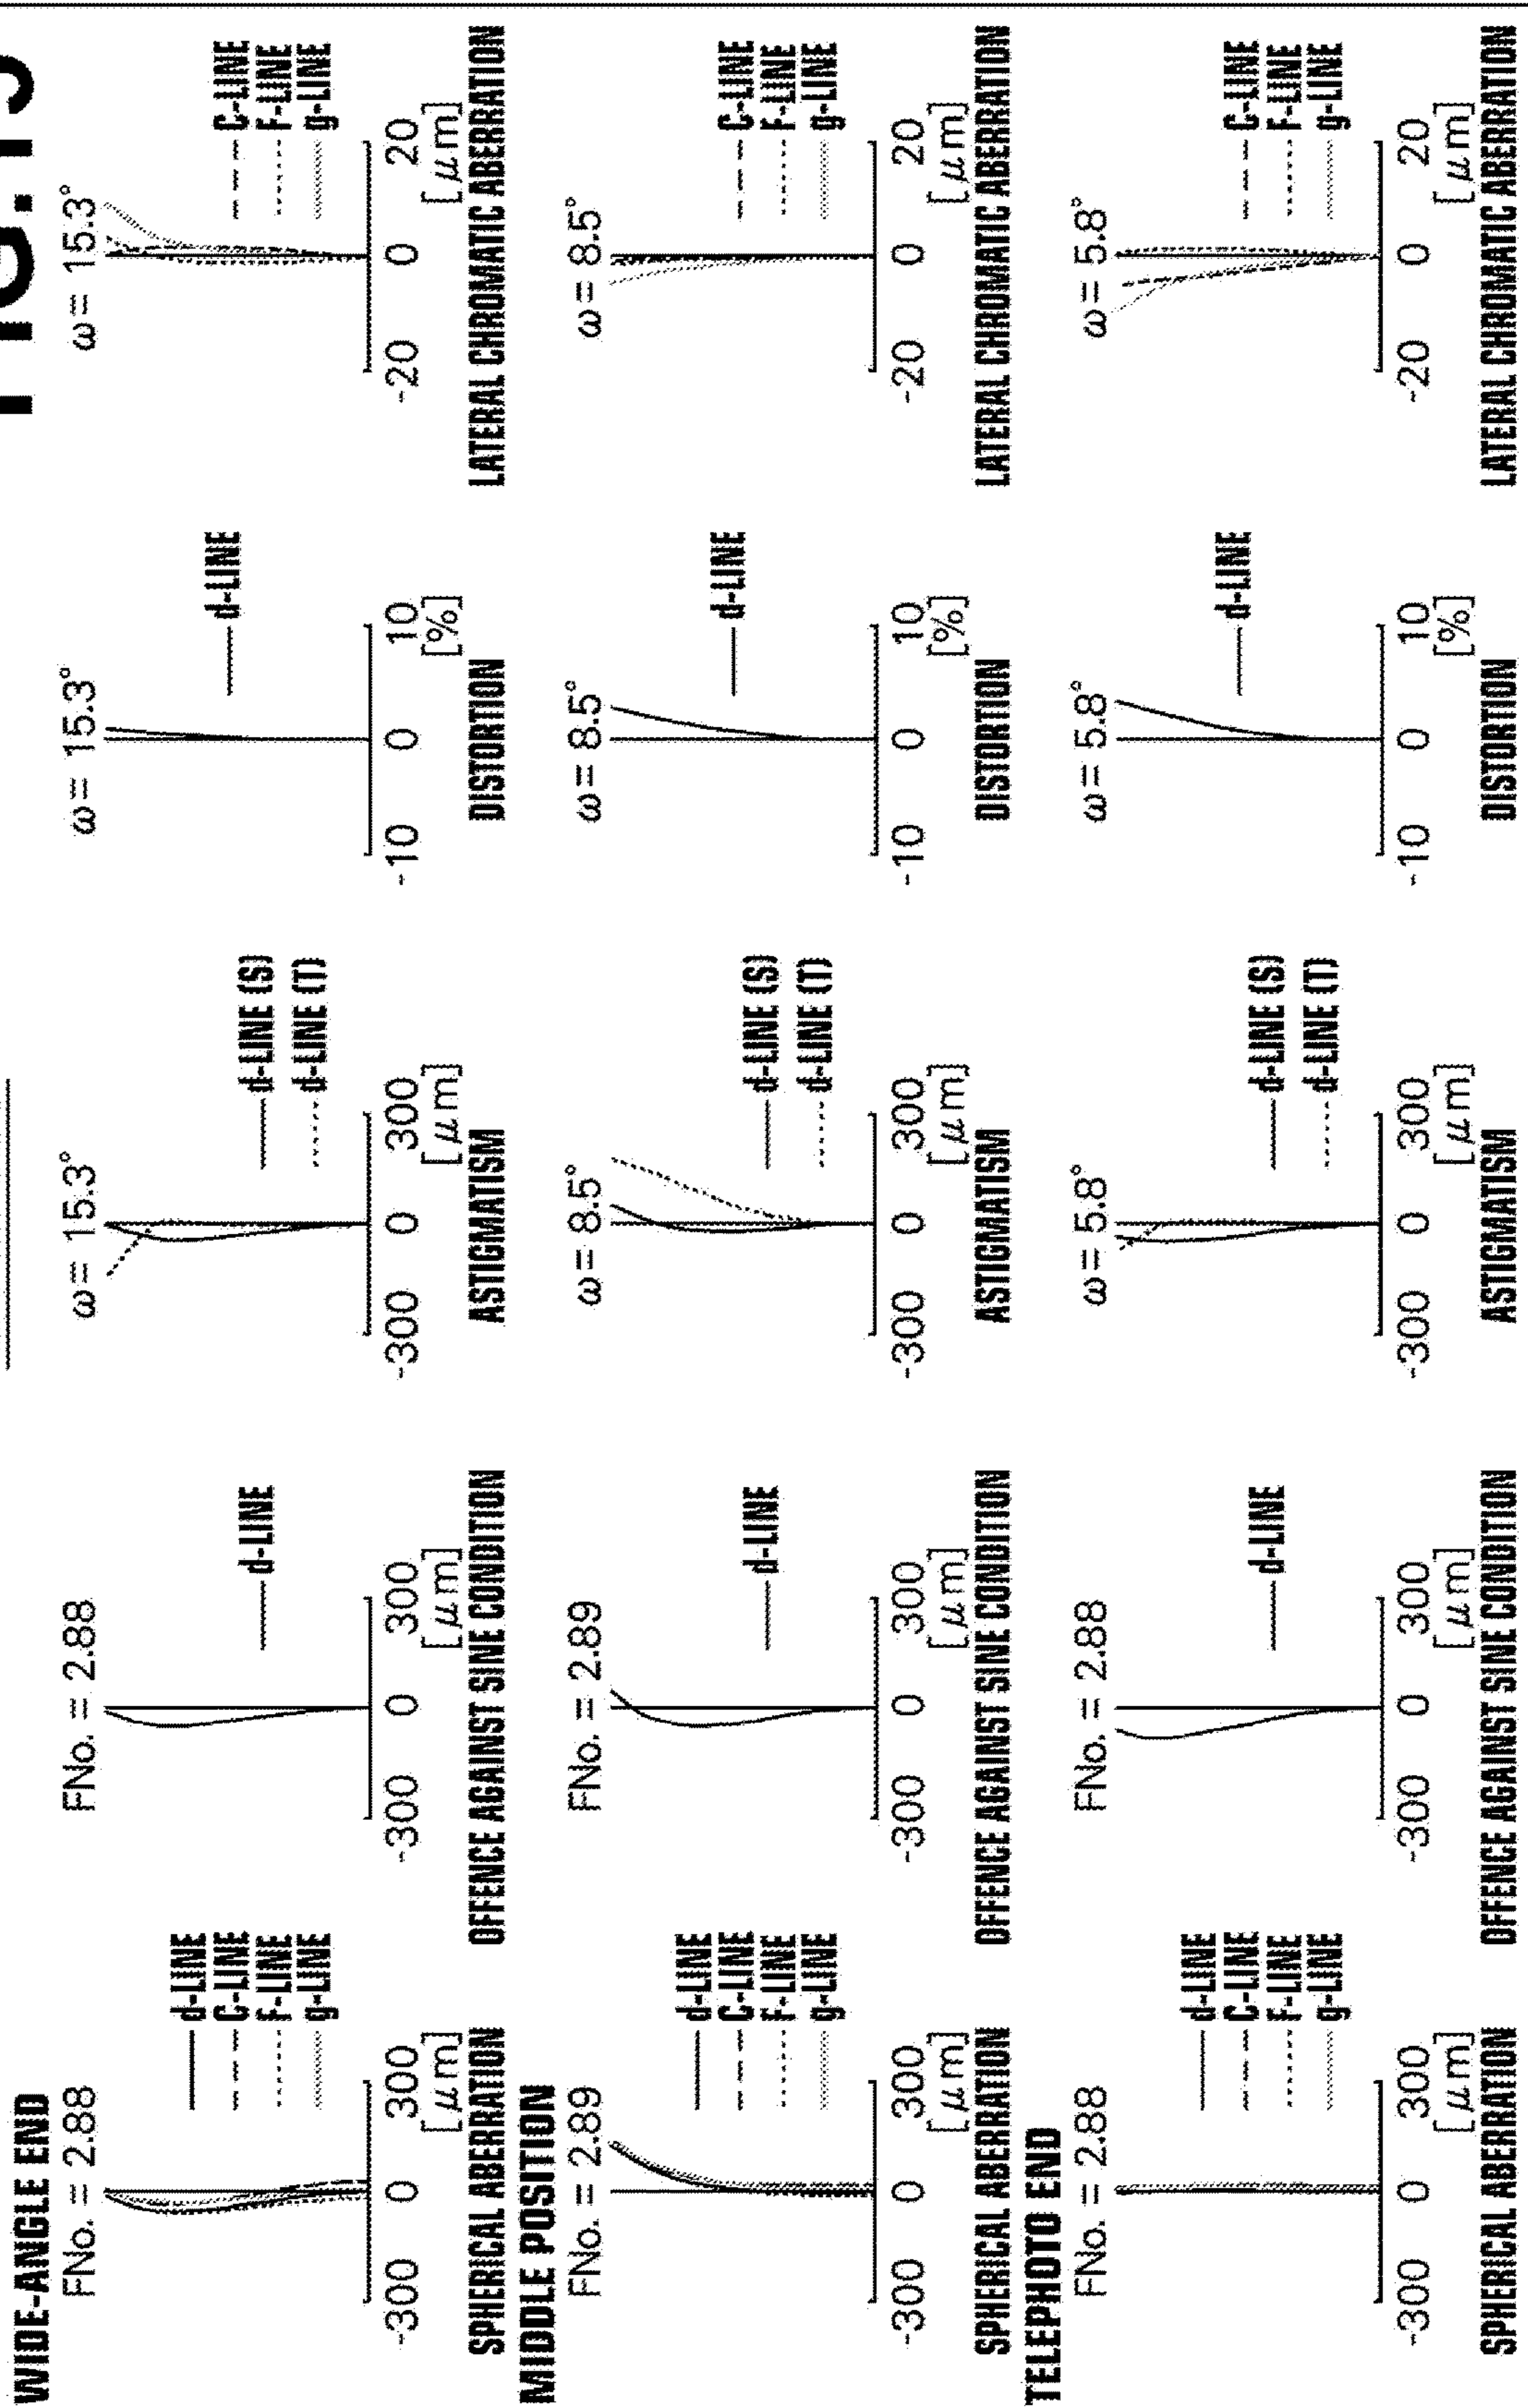 WIDE-ANGLE END
FNo. = 2.88
d-LINE
C-LINE
F-LINE
g-LINE
-300 0 300
[μm]
SPHERICAL ABERRATION
FNo. = 2.88
d-LINE
-300 0 300
[μm]
OFFENCE AGAINST SINE CONDITION
ω= 15.3°
d-LINE (S)
d-LINE (T)
-300 0 300
[μm]
ASTIGMATISM
ω= 15.3°
d-LINE
-10 0 10
[%]
DISTORTION
ω= 15.3°
C-LINE
F-LINE
g-LINE
-20 0 20
[μm]
LATERAL CHROMATIC ABERRATION
MIDDLE POSITION
FNo. = 2.89
d-LINE
C-LINE
F-LINE
g-LINE
-300 0 300
[μm]
SPHERICAL ABERRATION
FNo. = 2.89
d-LINE
-300 0 300
[μm]
OFFENCE AGAINST SINE CONDITION
ω= 8.5°
d-LINE (S)
d-LINE (T)
-300 0 300
[μm]
ASTIGMATISM
ω= 8.5°
d-LINE
-10 0 10
[%]
DISTORTION
ω= 8.5°
C-LINE
F-LINE
g-LINE
-20 0 20
[μm]
LATERAL CHROMATIC ABERRATION
TELEPHOTO END
FNo. = 2.88
d-LINE
C-LINE
F-LINE
g-LINE
-300 0 300
[μm]
SPHERICAL ABERRATION
FNo. = 2.88
d-LINE
-300 0 300
[μm]
OFFENCE AGAINST SINE CONDITION
ω= 5.8°
d-LINE (S)
d-LINE (T)
-300 0 300
[μm]
ASTIGMATISM
ω= 5.8°
d-LINE
-10 0 10
[%]
DISTORTION
ω= 5.8°
C-LINE
F-LINE
g-LINE
-20 0 20
[μm]
LATERAL CHROMATIC ABERRATION